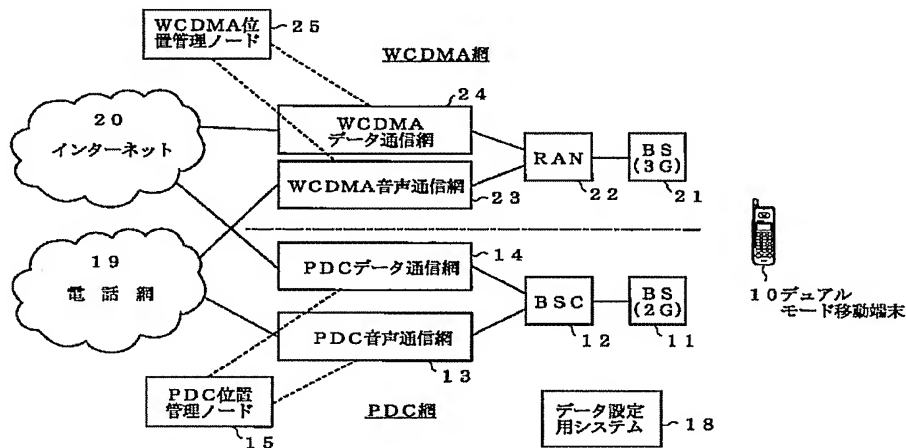 WCDMA位
置管理ノード
25
WCDMA網
24
20
インターネット
WCDMA
データ通信網
RAN
22
BS
(3G)
21
WCDMA音声通信網
23
14
19
電話網
PDCデータ通信網
BSC
12
BS
(2G)
11
10デュアル
モード移動端末
PDC音声通信網
13
PDC位置
管理ノード
15
PDC網
データ設定
用システム
18